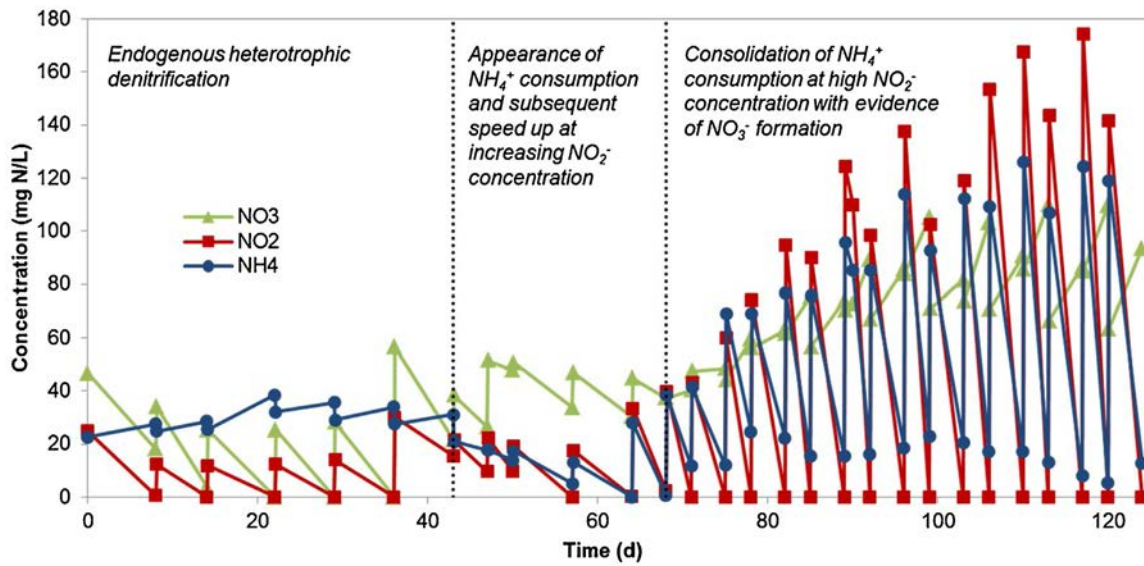 Endogenous heterotrophic
denitrification
Appearance of
NH₄⁺ consumption
and subsequent
speed up at
increasing NO₂⁻
concentration
Consolidation of NH₄⁺
consumption at high NO₂⁻
concentration with evidence
of NO₃⁻ formation
NO3
NO2
NH4
Concentration (mg N/L)
180
160
140
120
100
80
60
40
20
0
0
20
40
60
80
100
120
Time (d)